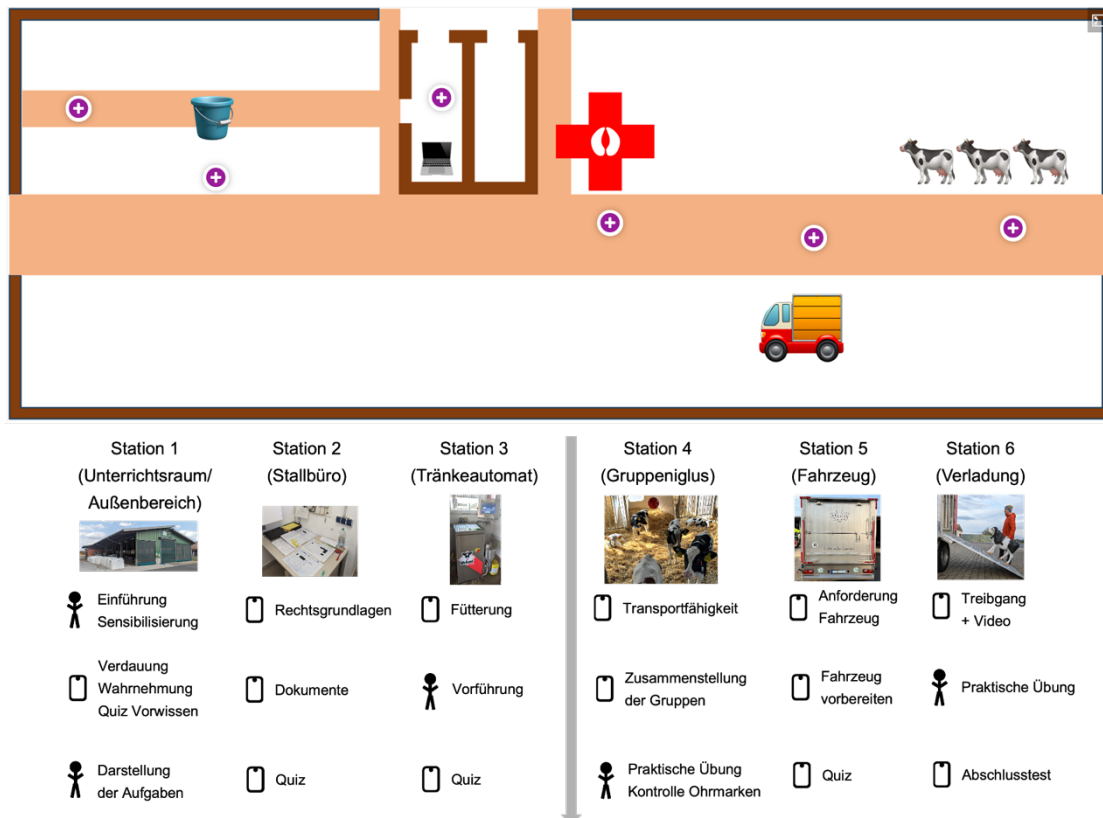 Station 1
(Unterrichtsraum/
Außenbereich)
Einführung
Sensibilisierung
Verdauung
Wahrnehmung
Quiz Vorwissen
Darstellung
der Aufgaben
Station 2
(Stallbüro)
Rechtsgrundlagen
Dokumente
Quiz
Station 3
(Tränkeautomat)
Fütterung
Vorführung
Quiz
Station 4
(Gruppeniglus)
Transportfähigkeit
Zusammenstellung
der Gruppen
Praktische Übung
Kontrolle Ohrmarken
Station 5
(Fahrzeug)
Anforderung
Fahrzeug
Fahrzeug
vorbereiten
Quiz
Station 6
(Verladung)
Treibgang
+ Video
Praktische Übung
Abschlusstest